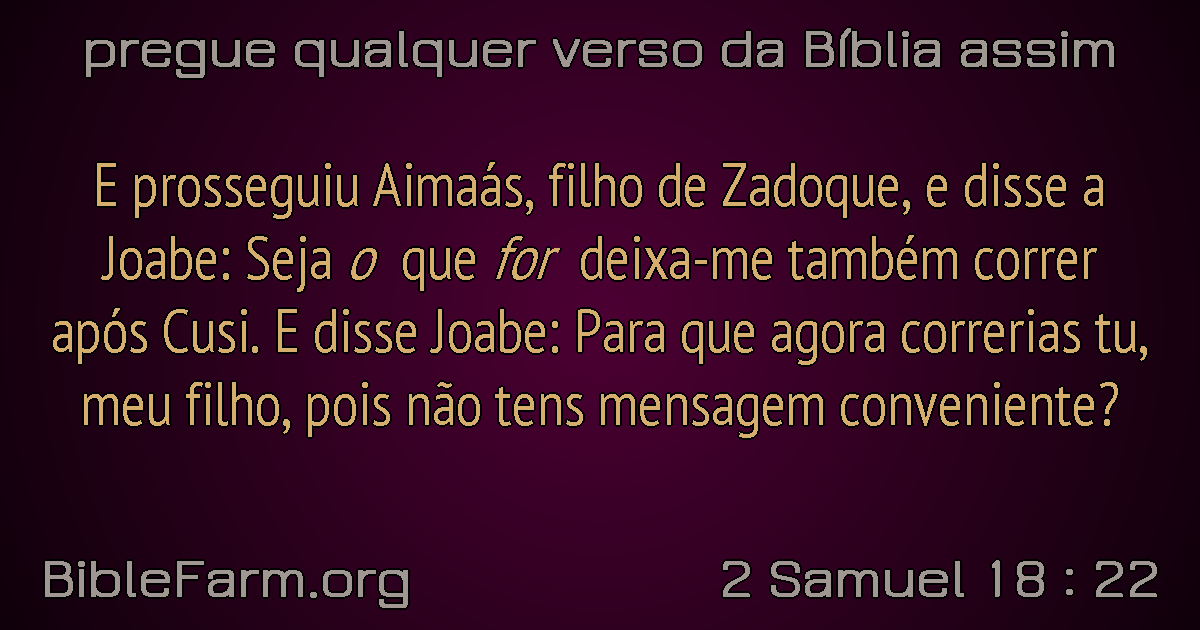 pregue qualquer verso da Bíblia assim
E prosseguiu Aimaás, filho de Zadoque, e disse a
Joabe: Seja o que for deixa-me também correr
após Cusi. E disse Joabe: Para que agora correrias tu,
meu filho, pois não tens mensagem conveniente?
BibleFarm.org
2 Samuel 18 : 22